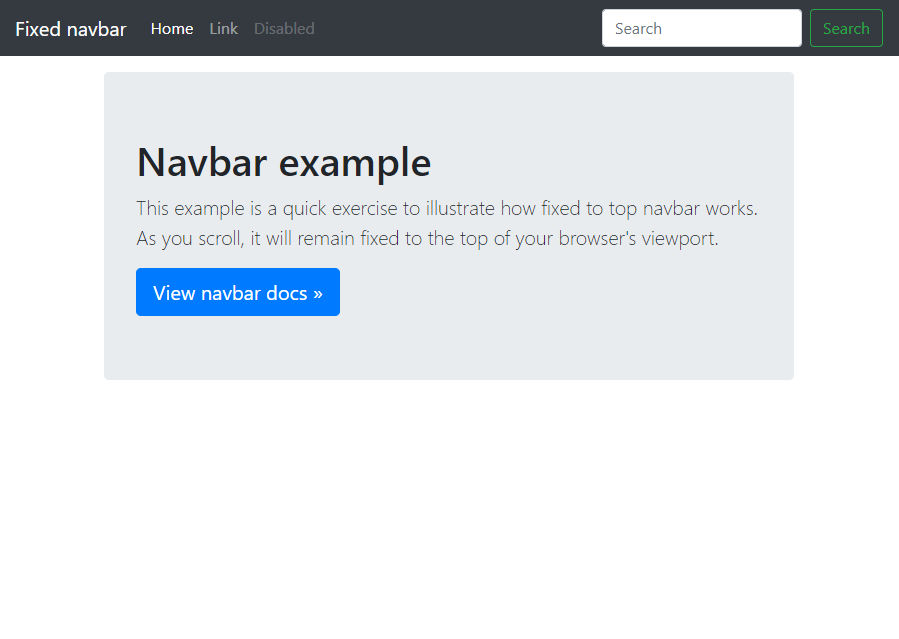 Fixed navbar Home Link Disabled Search Search
Navbar example
This example is a quick exercise to illustrate how fixed to top navbar works.
As you scroll, it will remain fixed to the top of your browser's viewport.
View navbar docs »